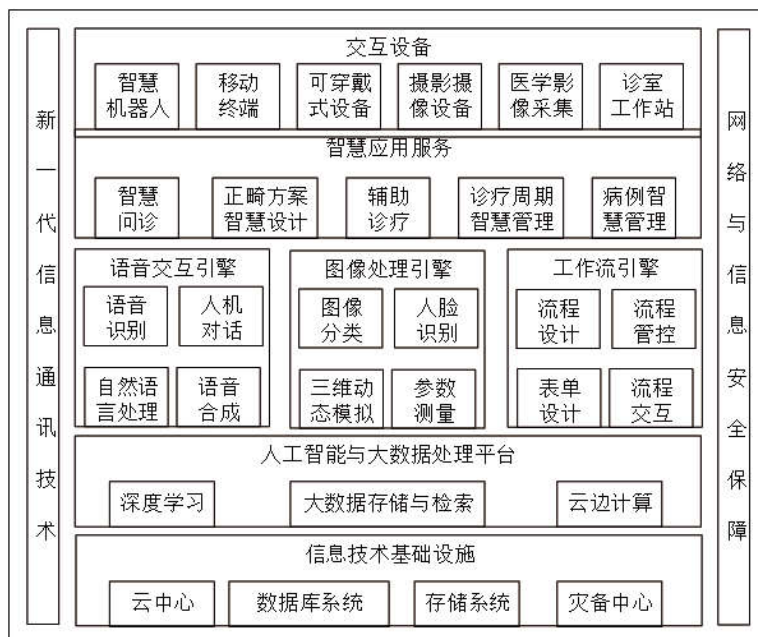 新一代信息通讯技术
交互设备
智慧
机器人
移动
终端
可穿戴
式设备
摄影摄
像设备
医学影
像采集
诊室
工作站
智慧应用服务
智慧
问诊
正畸方案
智慧设计
辅助
诊疗
诊疗周期
智慧管理
病例智
慧管理
语音交互引擎
语音
识别
人机
对话
自然语
言处理
语音
合成
图像处理引擎
图像
分类
人脸
识别
三维动
态模拟
参数
测量
工作流引擎
流程
设计
流程
管控
表单
设计
流程
交互
人工智能与大数据处理平台
深度学习
大数据存储与检索
云边计算
信息技术基础设施
云中心
数据库系统
存储系统
灾备中心
网络与信息安全保障